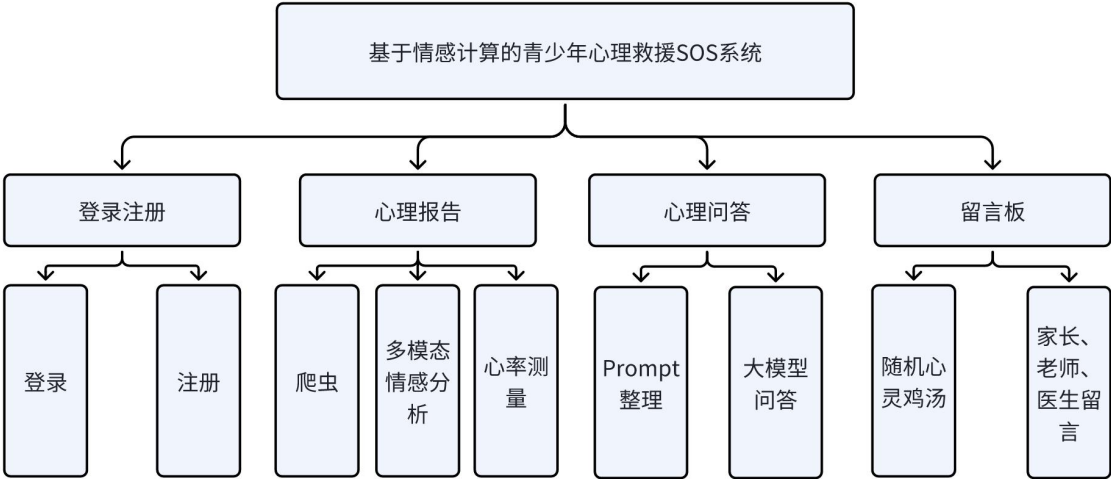 基于情感计算的青少年心理救援SOS系统
登录注册
心理报告
心理问答
留言板
登录
注册
爬虫
多模态
情感分
析
心率测
量
Prompt
整理
大模型
问答
随机心
灵鸡汤
家长、
老师、
医生留
言